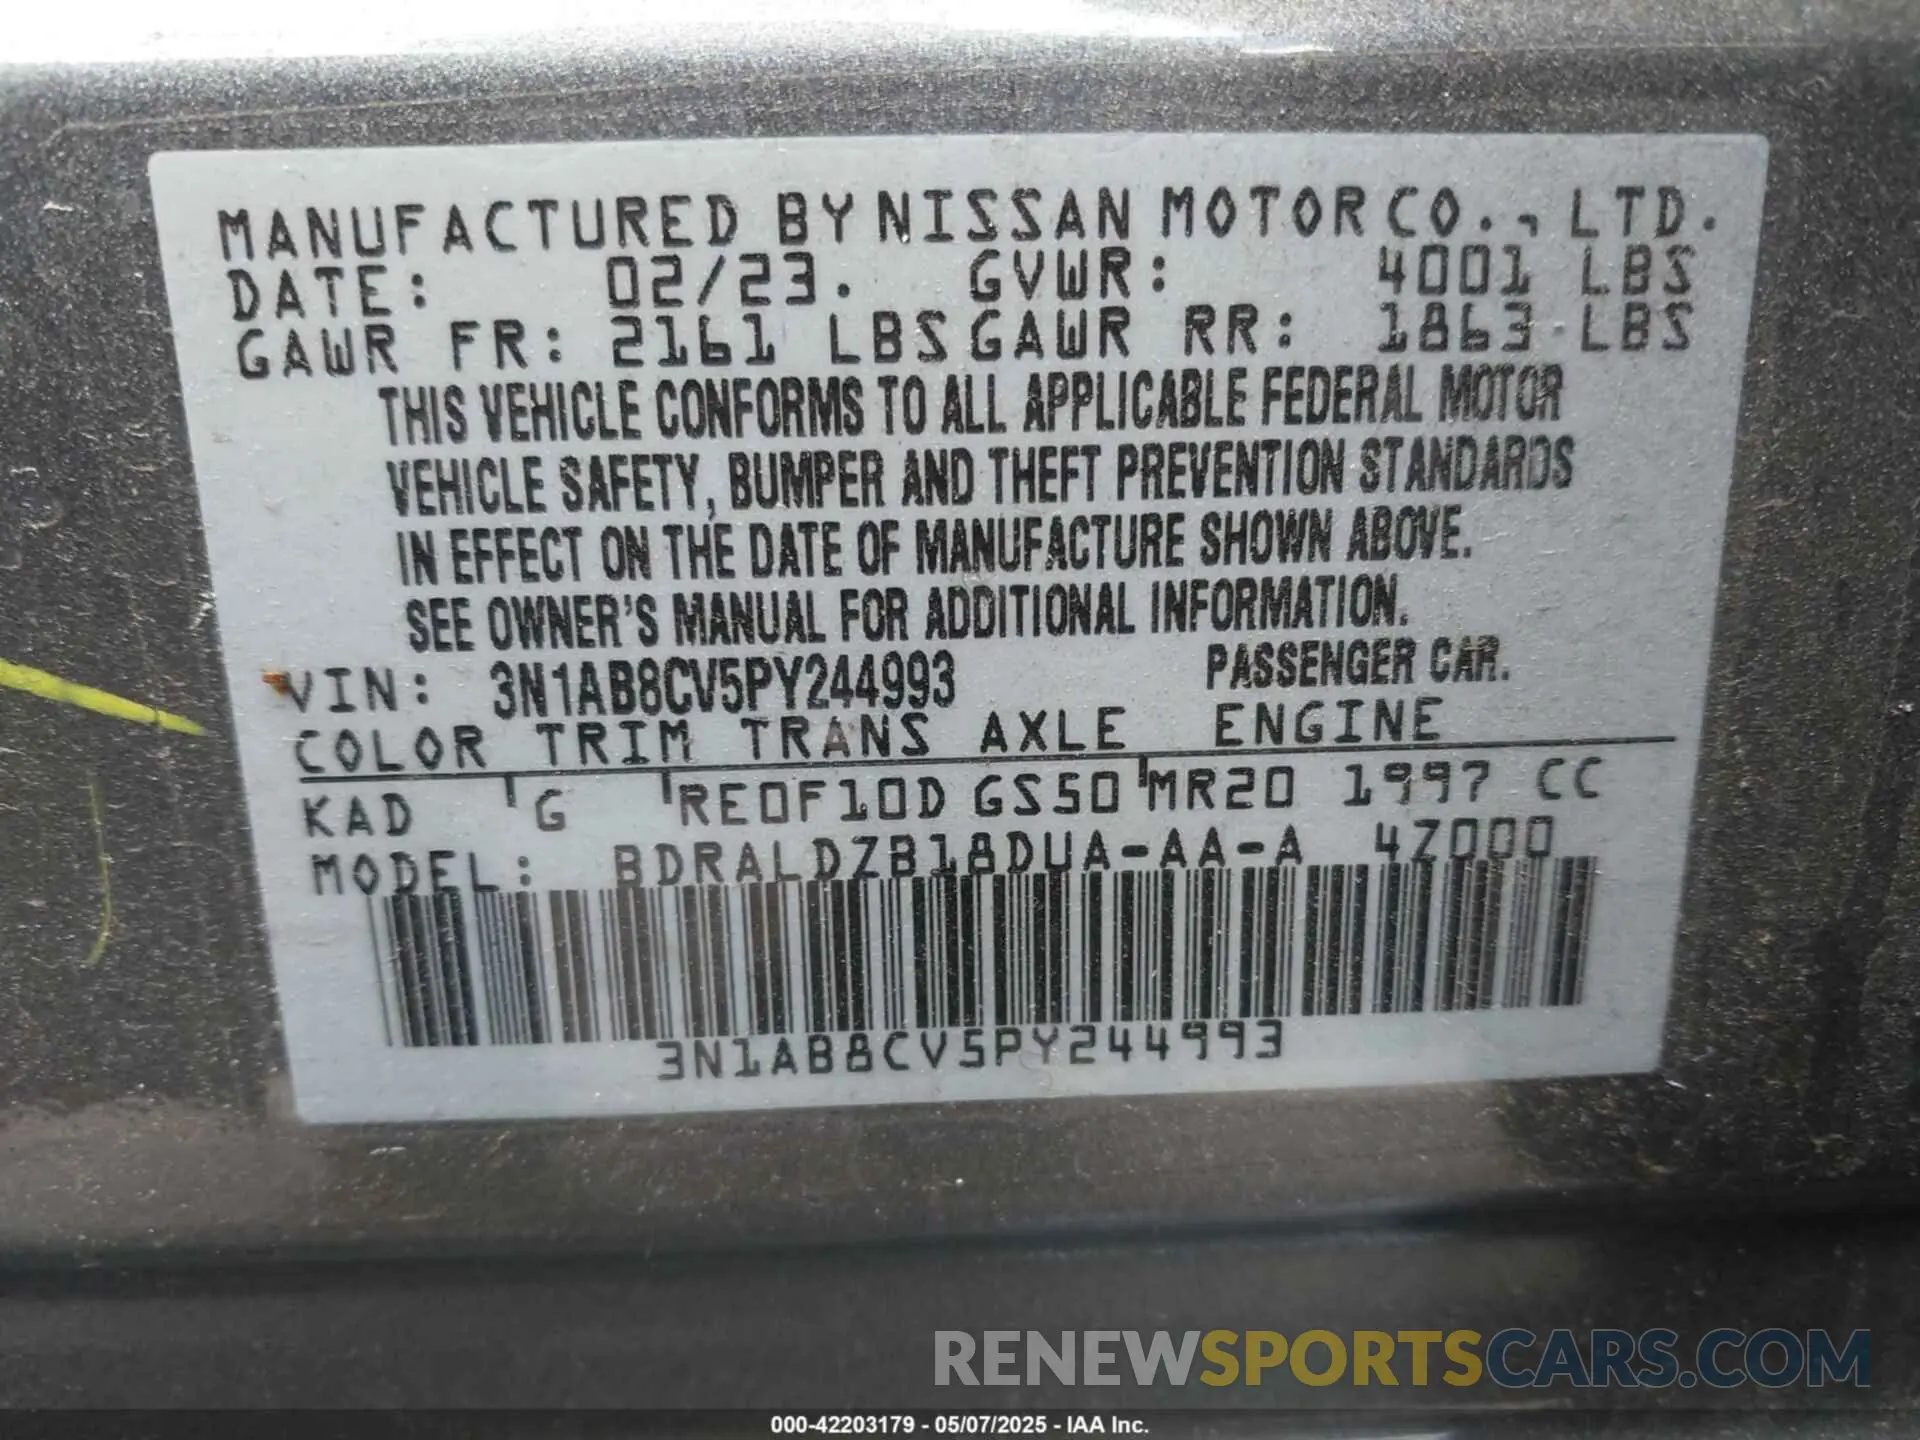 MANUFACTURED BY NISSAN MOTOR CO., LTD.
DATE: 02/23. GVWR: 4001 LBS
GAWR FR: 2161 LBS GAWR RR: 1863 LBS
THIS VEHICLE CONFORMS TO ALL APPLICABLE FEDERAL MOTOR
VEHICLE SAFETY, BUMPER AND THEFT PREVENTION STANDARDS
IN EFFECT ON THE DATE OF MANUFACTURE SHOWN ABOVE.
SEE OWNER'S MANUAL FOR ADDITIONAL INFORMATION.
VIN: 3N1AB8CV5PY244993 PASSENGER CAR.
COLOR TRIM TRANS AXLE ENGINE
KAD G RE0F10D GS50 MR20 1997 CC
MODEL: BDRALDZB18DUA-AA-A 4Z000
3N1AB8CV5PY244993
RENEWSPORTSCARS.COM
000-42203179 - 05/07/2025 - IAA Inc.